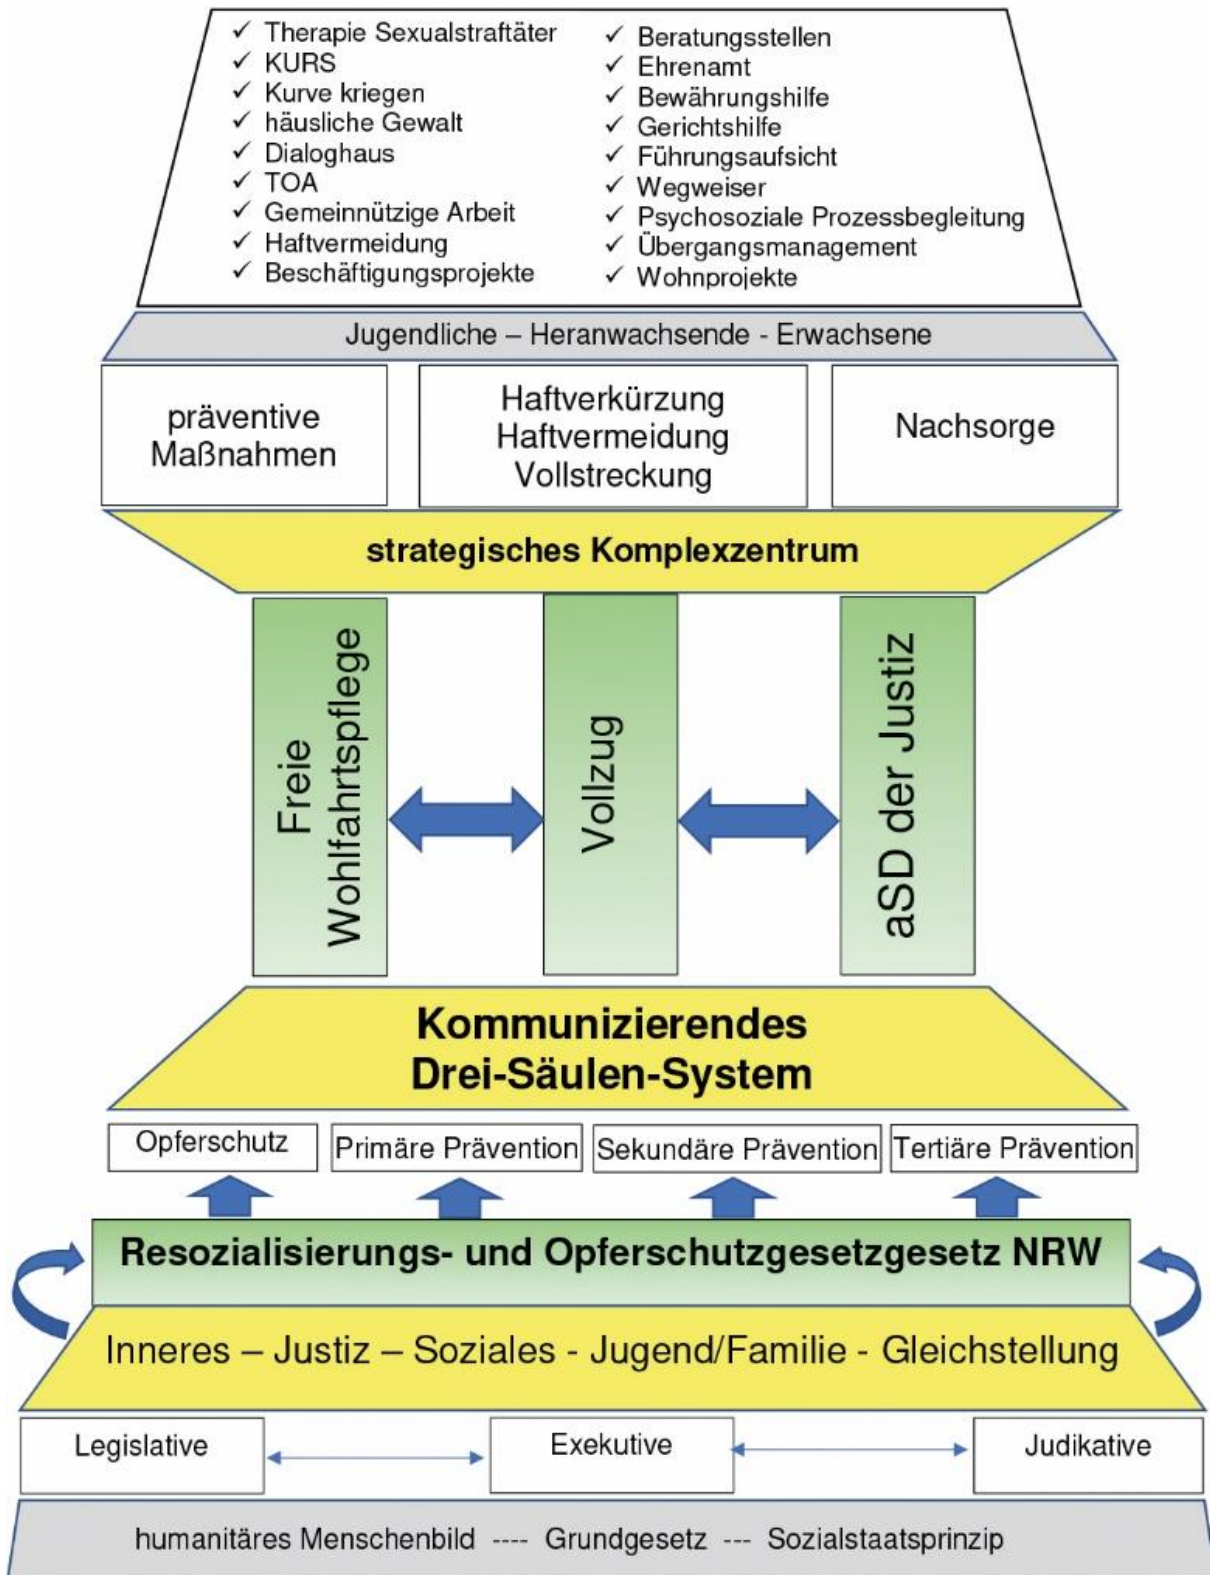 ✓ Therapie Sexualstraftäter
✓ KURS
✓ Kurve kriegen
✓ häusliche Gewalt
✓ Dialoghaus
✓ TOA
✓ Gemeinnützige Arbeit
✓ Haftvermeidung
✓ Beschäftigungsprojekte
✓ Beratungsstellen
✓ Ehrenamt
✓ Bewährungshilfe
✓ Gerichtshilfe
✓ Führungsaufsicht
✓ Wegweiser
✓ Psychosoziale Prozessbegleitung
✓ Übergangsmanagement
✓ Wohnprojekte
Jugendliche – Heranwachsende - Erwachsene
präventive
Maßnahmen
Haftverkürzung
Haftvermeidung
Vollstreckung
Nachsorge
strategisches Komplexzentrum
Freie
Wohlfahrtspflege
Vollzug
aSD der Justiz
Kommunizierendes
Drei-Säulen-System
Opferschutz
Primäre Prävention
Sekundäre Prävention
Tertiäre Prävention
Resozialisierungs- und Opferschutzgesetzgesetz NRW
Inneres – Justiz – Soziales - Jugend/Familie - Gleichstellung
Legislative
Exekutive
Judikative
humanitäres Menschenbild ---- Grundgesetz --- Sozialstaatsprinzip